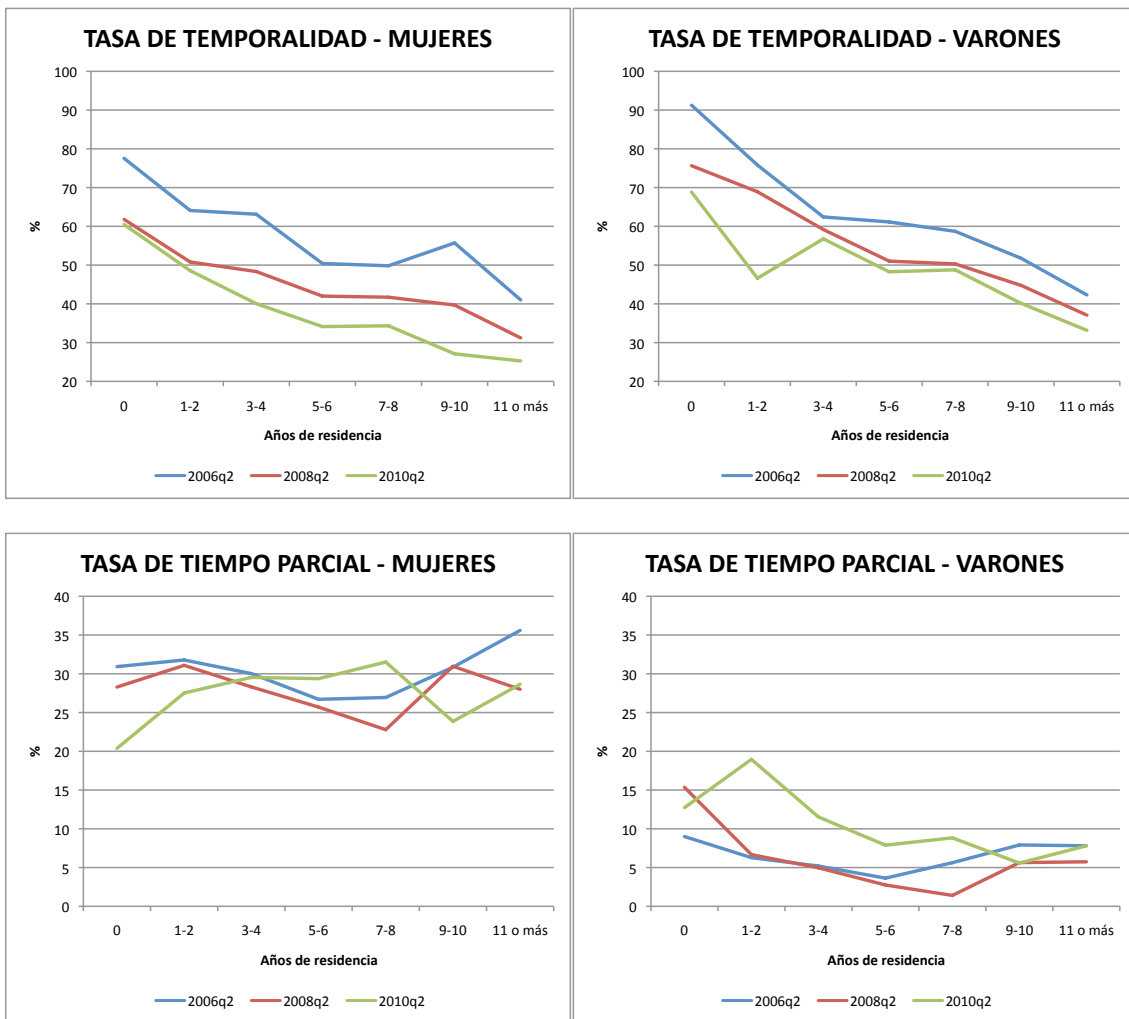 TASA DE TEMPORALIDAD - MUJERES
100
90
80
70
60
50
40
30
20
%
0 1-2 3-4 5-6 7-8 9-10 11 o más
Años de residencia
2006q2 2008q2 2010q2
TASA DE TEMPORALIDAD - VARONES
100
90
80
70
60
50
40
30
20
%
0 1-2 3-4 5-6 7-8 9-10 11 o más
Años de residencia
2006q2 2008q2 2010q2
TASA DE TIEMPO PARCIAL - MUJERES
40
35
30
25
20
15
10
5
0
%
0 1-2 3-4 5-6 7-8 9-10 11 o más
Años de residencia
2006q2 2008q2 2010q2
TASA DE TIEMPO PARCIAL - VARONES
40
35
30
25
20
15
10
5
0
%
0 1-2 3-4 5-6 7-8 9-10 11 o más
Años de residencia
2006q2 2008q2 2010q2